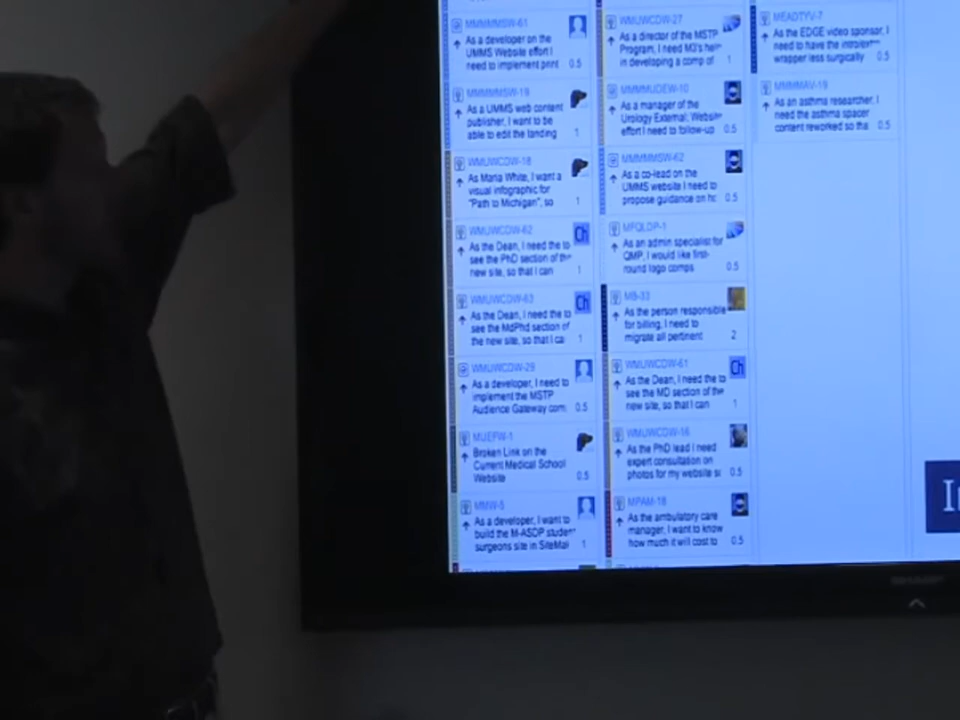 MMMMMSW-61
As a developer on the
UMMS Website effort I
need to implement print
0.5
MMMMMSW-19
As a UMMS web content
publisher, I want to be
able to edit the landing
1
WMUWCDW-18
As Maria White, I want a
visual infographic for
"Path to Michigan", so
1
WMUWCDW-62
As the Dean, I need the to
see the PhD section of the
new site, so that I can
1
WMUWCDW-63
As the Dean, I need the to
see the MdPhd section of
the new site, so that I ca
1
WMUWCDW-29
As a developer, I need to
implement the MSTP
Audience Gateway com
0.5
MUEFW-1
Broken Link on the
Current Medical School
Website
0.5
MMW-5
As a developer, I want to
build the M-ASDP studen
surgeons site in SiteMa
1
WMUWCDW-27
As a director of the MSTP
Program, I need M3's help
in developing a comp of
1
MMMMUDEW-10
As a manager of the
Urology External Website
effort I need to follow-up
0.5
MMMMMSW-62
As a co-lead on the
UMMS website I need to
propose guidance on ho
0.5
MFQLDP-1
As an admin specialist for
QMP, I would like first-
round logo comps
0.5
MB-33
As the person responsible
for billing, I need to
migrate all pertinent
2
WMUWCDW-61
As the Dean, I need the to
see the MD section of the
new site, so that I can
1
WMUWCDW-16
As the PhD lead I need
expert consultation on
photos for my website so
0.5
MPAM-18
As the ambulatory care
manager, I want to know
how much it will cost to
0.5
MEADTYV-7
As the EDGE video sponsor, I
need to have the
wrapper less surgically
0.5
MMMMAV-19
As an asthma researcher, I
need the asthma spacer
content reworked so tha
0.5
Ch
Ch
Ch
In
SHARP